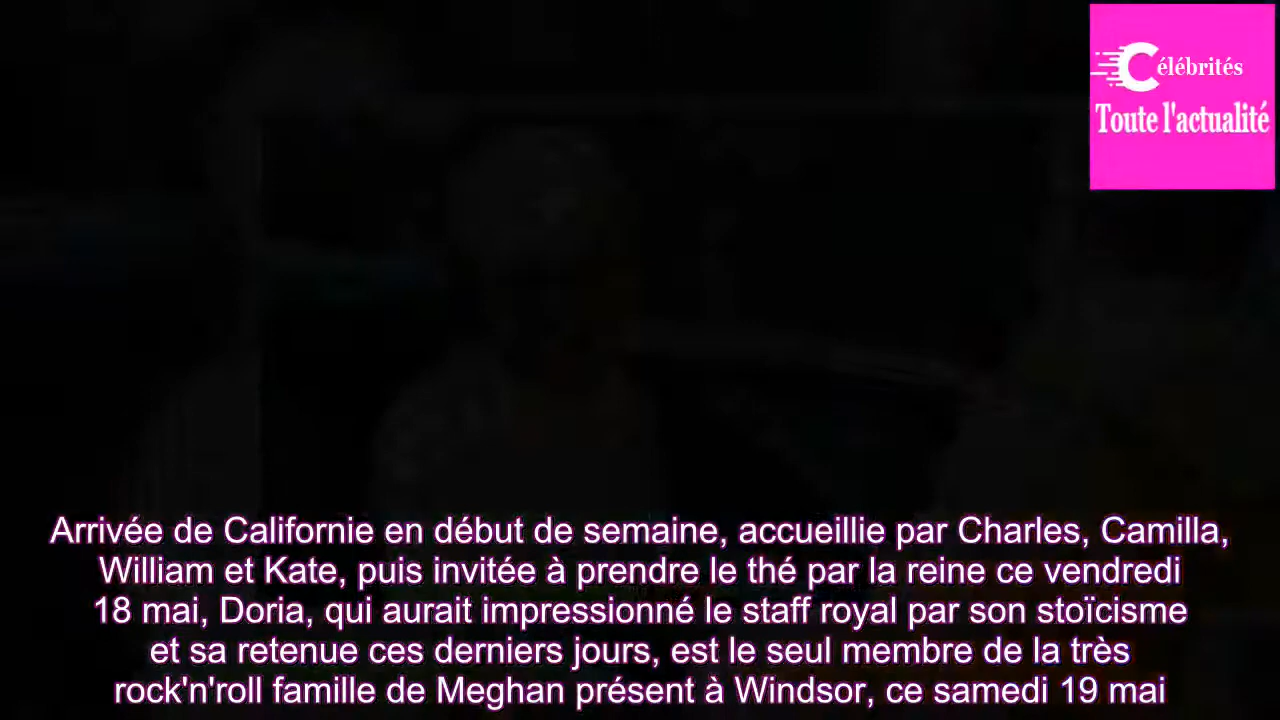 Célébrités
Toute l'actualité
Arrivée de Californie en début de semaine, accueillie par Charles, Camilla,
William et Kate, puis invitée à prendre le thé par la reine ce vendredi
18 mai, Doria, qui aurait impressionné le staff royal par son stoïcisme
et sa retenue ces derniers jours, est le seul membre de la très
rock'n'roll famille de Meghan présent à Windsor, ce samedi 19 mai